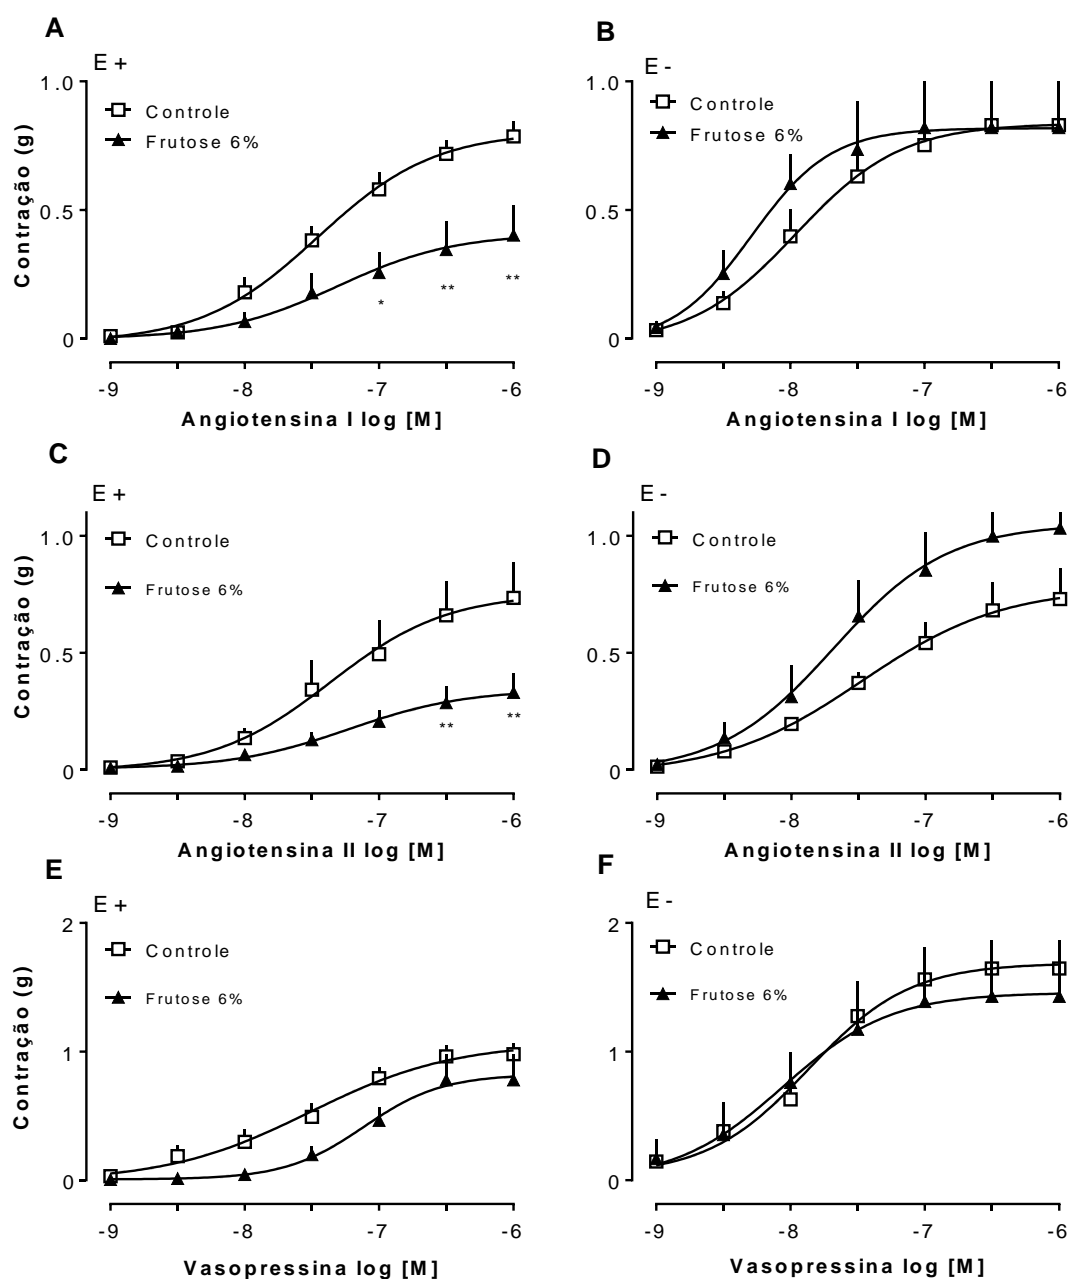 A
E +
1.0
Controle
Frutose 6%
Contração (g)
0.5
*
**
**
0
-9 -8 -7 -6
Angiotensina I log [M]
B
E -
1.0
Controle
Frutose 6%
0.5
0
-9 -8 -7 -6
Angiotensina I log [M]
C
E +
1.0
Controle
Frutose 6%
Contração (g)
0.5
**
**
0
-9 -8 -7 -6
Angiotensina II log [M]
D
E -
1.0
Controle
Frutose 6%
0.5
0
-9 -8 -7 -6
Angiotensina II log [M]
E
E +
2
Controle
Frutose 6%
Contração (g)
1
0
-9 -8 -7 -6
Vasopressina log [M]
F
E -
2
Controle
Frutose 6%
1
0
-9 -8 -7 -6
Vasopressina log [M]